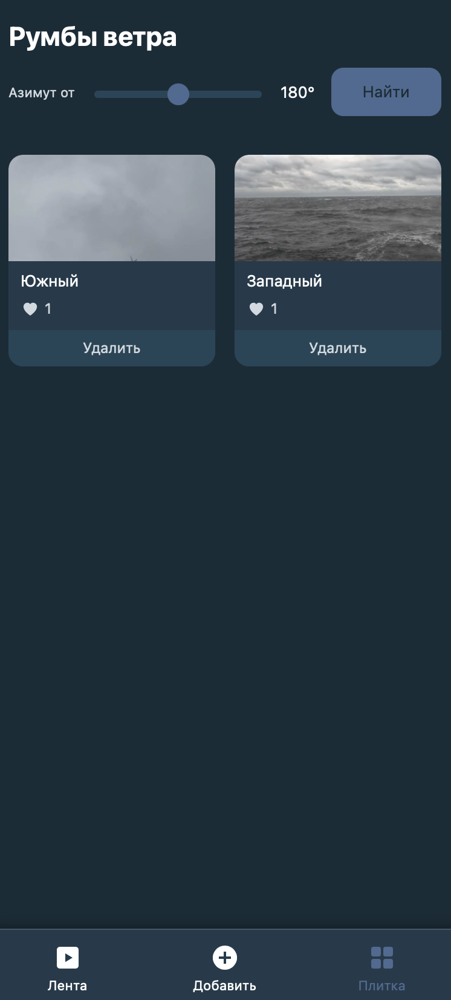 Румбы ветра
Азимут от 180° Найти
Южный
1
Удалить
Западный
1
Удалить
Лента Добавить Плитка